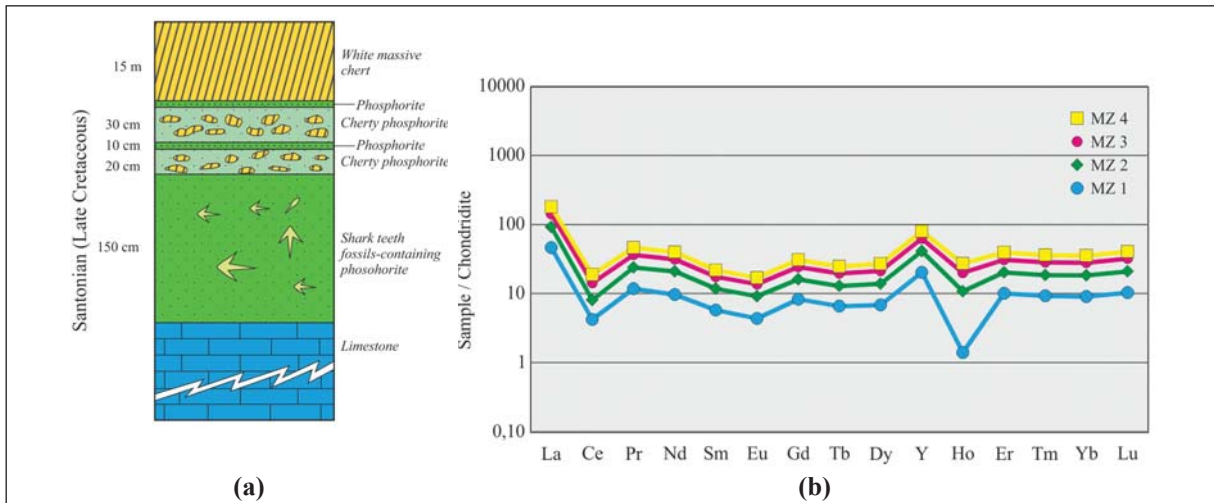 Santonian (Late Cretaceous)
15 m
30 cm
10 cm
20 cm
150 cm
White massive
chert
Phosphorite
Cherty phosphorite
Phosphorite
Cherty phosphorite
Shark teeth
fossils-containing
phosohorite
Limestone
(a)
Sample / Chondridite
10000
1000
100
10
1
0,10
MZ 4
MZ 3
MZ 2
MZ 1
La Ce Pr Nd Sm Eu Gd Tb Dy Y Ho Er Tm Yb Lu
(b)